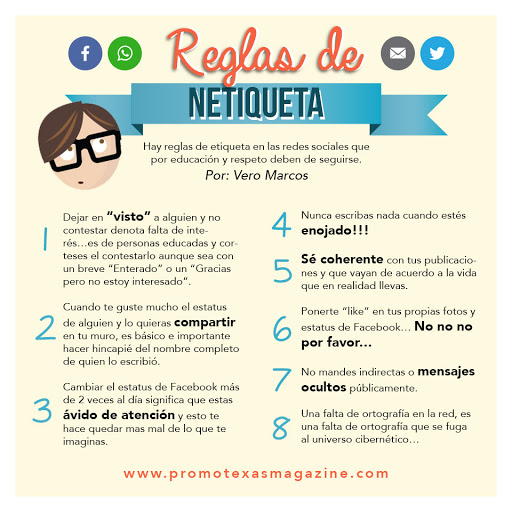 Reglas de
NETIQUETA
Hay reglas de etiqueta en las redes sociales que
por educación y respeto deben de seguirse.
Por: Vero Marcos
1
Dejar en “visto” a alguien y no
contestar denota falta de inte-
rés...es de personas educadas y cor-
teses el contestarlo aunque sea con
un breve “Enterado” o un “Gracias
pero no estoy interesado”.
2
Cuando te guste mucho el estatus
de alguien y lo quieras compartir
en tu muro, es básico e importante
hacer hincapié del nombre completo
de quien lo escribió.
3
Cambiar el estatus de Facebook más
de 2 veces al día significa que estas
ávido de atención y esto te
hace quedar mas mal de lo que te
imaginas.
4
Nunca escribas nada cuando estés
enojado!!!
5
Sé coherente con tus publicacio-
nes y que vayan de acuerdo a la vida
que en realidad llevas.
6
Ponerte “like” en tus propias fotos y
estatus de Facebook... No no no
por favor...
7
No mandes indirectas o mensajes
ocultos públicamente.
8
Una falta de ortografía en la red, es
una falta de ortografía que se fuga
al universo cibernético...
www.promotexasmagazine.com